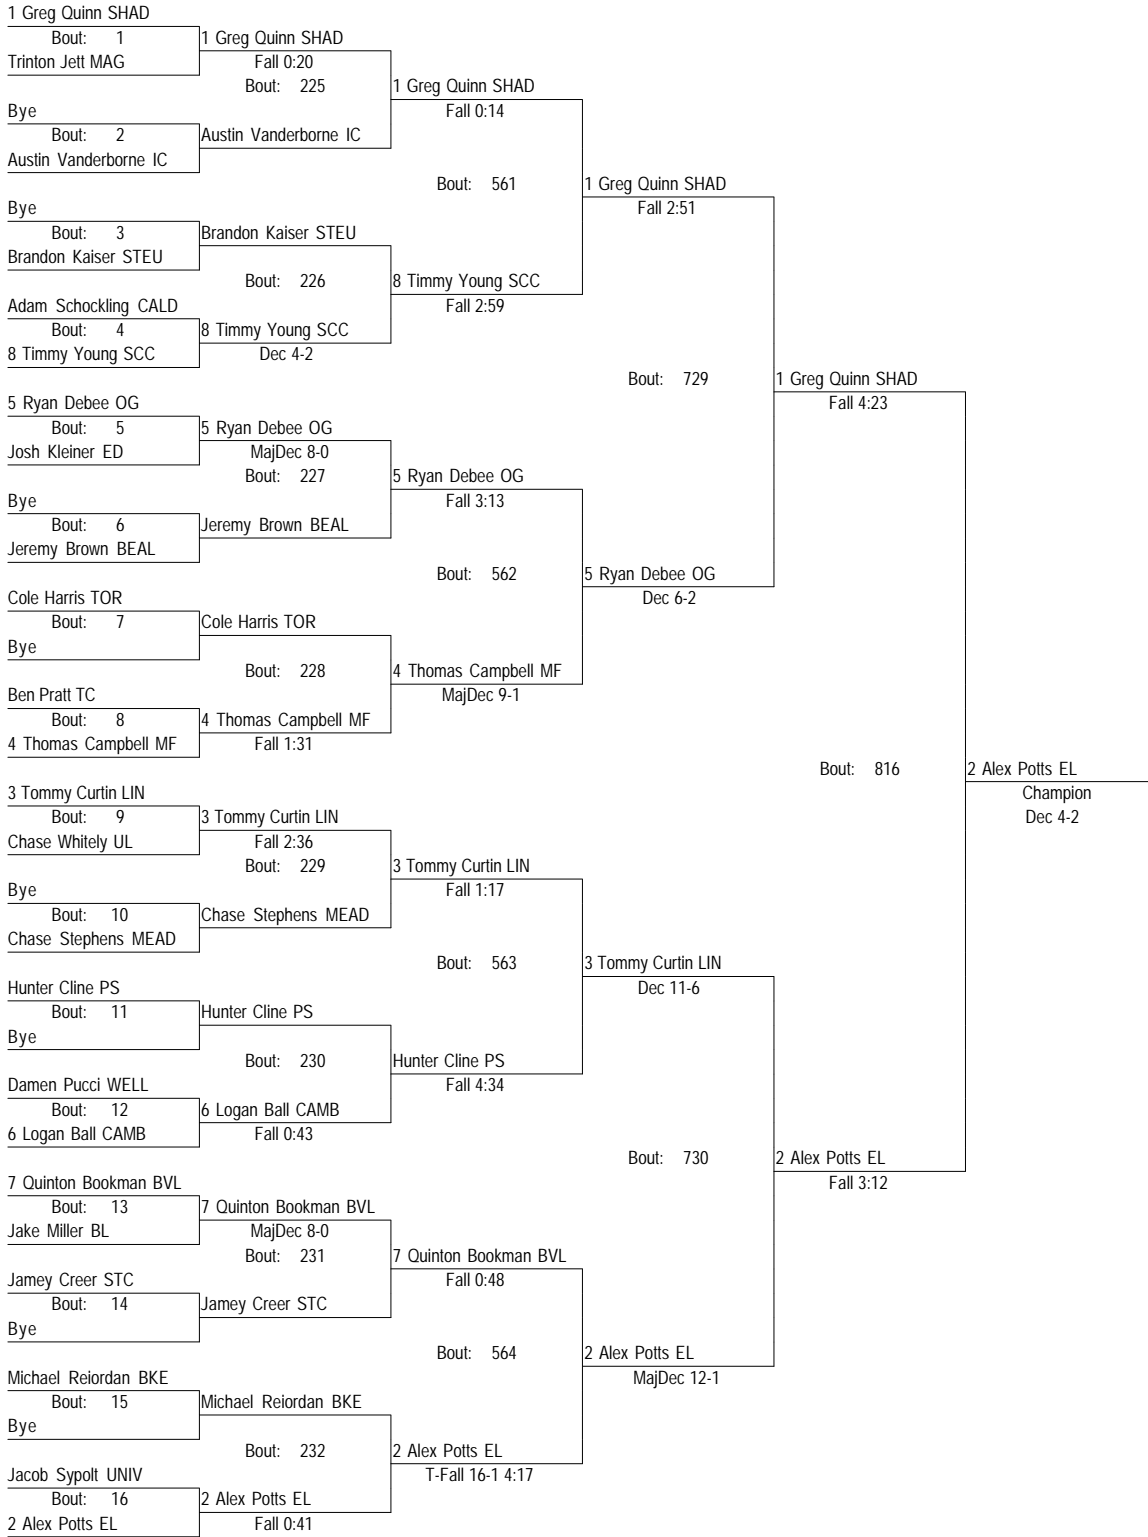 1 Greg Quinn SHAD
Bout: 1
Trinton Jett MAG
Bye
Bout: 2
Austin Vanderborne IC
Bye
Bout: 3
Brandon Kaiser STEU
Adam Schockling CALD
Bout: 4
8 Timmy Young SCC
5 Ryan Debee OG
Bout: 5
Josh Kleiner ED
Bye
Bout: 6
Jeremy Brown BEAL
Cole Harris TOR
Bout: 7
Bye
Ben Pratt TC
Bout: 8
4 Thomas Campbell MF
3 Tommy Curtin LIN
Bout: 9
Chase Whitely UL
Bye
Bout: 10
Chase Stephens MEAD
Hunter Cline PS
Bout: 11
Bye
Damen Pucci WELL
Bout: 12
6 Logan Ball CAMB
7 Quinton Bookman BVL
Bout: 13
Jake Miller BL
Jamey Creer STC
Bout: 14
Bye
Michael Reiordan BKE
Bout: 15
Bye
Jacob Sypolt UNIV
Bout: 16
2 Alex Potts EL
1 Greg Quinn SHAD
Fall 0:20
Bout: 225
Austin Vanderborne IC
Brandon Kaiser STEU
Bout: 226
8 Timmy Young SCC
Dec 4-2
5 Ryan Debee OG
MajDec 8-0
Bout: 227
Jeremy Brown BEAL
Cole Harris TOR
Bout: 228
4 Thomas Campbell MF
Fall 1:31
3 Tommy Curtin LIN
Fall 2:36
Bout: 229
Chase Stephens MEAD
Hunter Cline PS
Bout: 230
6 Logan Ball CAMB
Fall 0:43
7 Quinton Bookman BVL
MajDec 8-0
Bout: 231
Jamey Creer STC
Michael Reiordan BKE
Bout: 232
2 Alex Potts EL
Fall 0:41
1 Greg Quinn SHAD
Fall 0:14
Bout: 561
8 Timmy Young SCC
Fall 2:59
5 Ryan Debee OG
Fall 3:13
Bout: 562
4 Thomas Campbell MF
MajDec 9-1
3 Tommy Curtin LIN
Fall 1:17
Bout: 563
Hunter Cline PS
Fall 4:34
7 Quinton Bookman BVL
Fall 0:48
Bout: 564
2 Alex Potts EL
T-Fall 16-1 4:17
1 Greg Quinn SHAD
Fall 2:51
Bout: 729
5 Ryan Debee OG
Dec 6-2
3 Tommy Curtin LIN
Dec 11-6
Bout: 730
2 Alex Potts EL
MajDec 12-1
1 Greg Quinn SHAD
Fall 4:23
Bout: 816
2 Alex Potts EL
Fall 3:12
2 Alex Potts EL
Champion
Dec 4-2